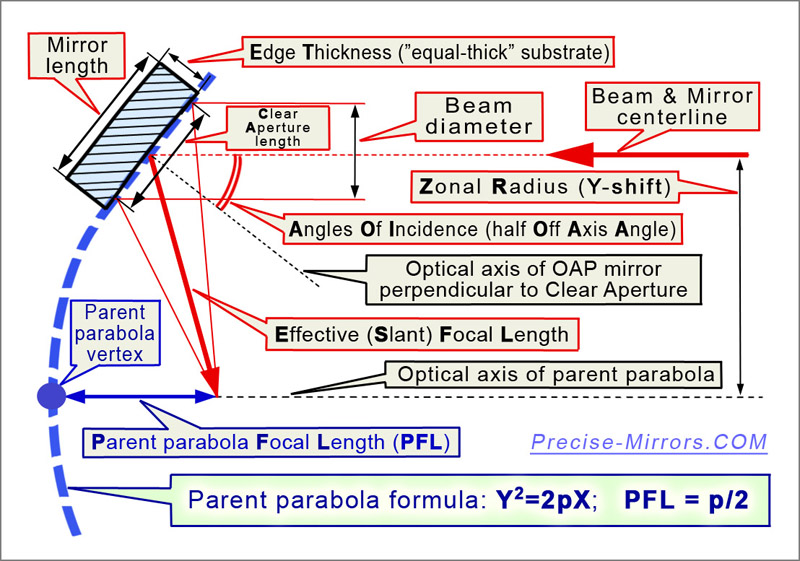 Mirror
length
Edge Thickness ("equal-thick" substrate)
Clear
Aperture
length
Beam
diameter
Beam & Mirror
centerline
Zonal Radius (Y-shift)
Angles Of Incidence (half Off Axis Angle)
Optical axis of OAP mirror
perpendicular to Clear Aperture
Parent
parabola
vertex
Effective (Slant) Focal Length
Optical axis of parent parabola
Parent parabola Focal Length (PFL)
Precise-Mirrors.COM
Parent parabola formula: Y²=2pX; PFL = p/2